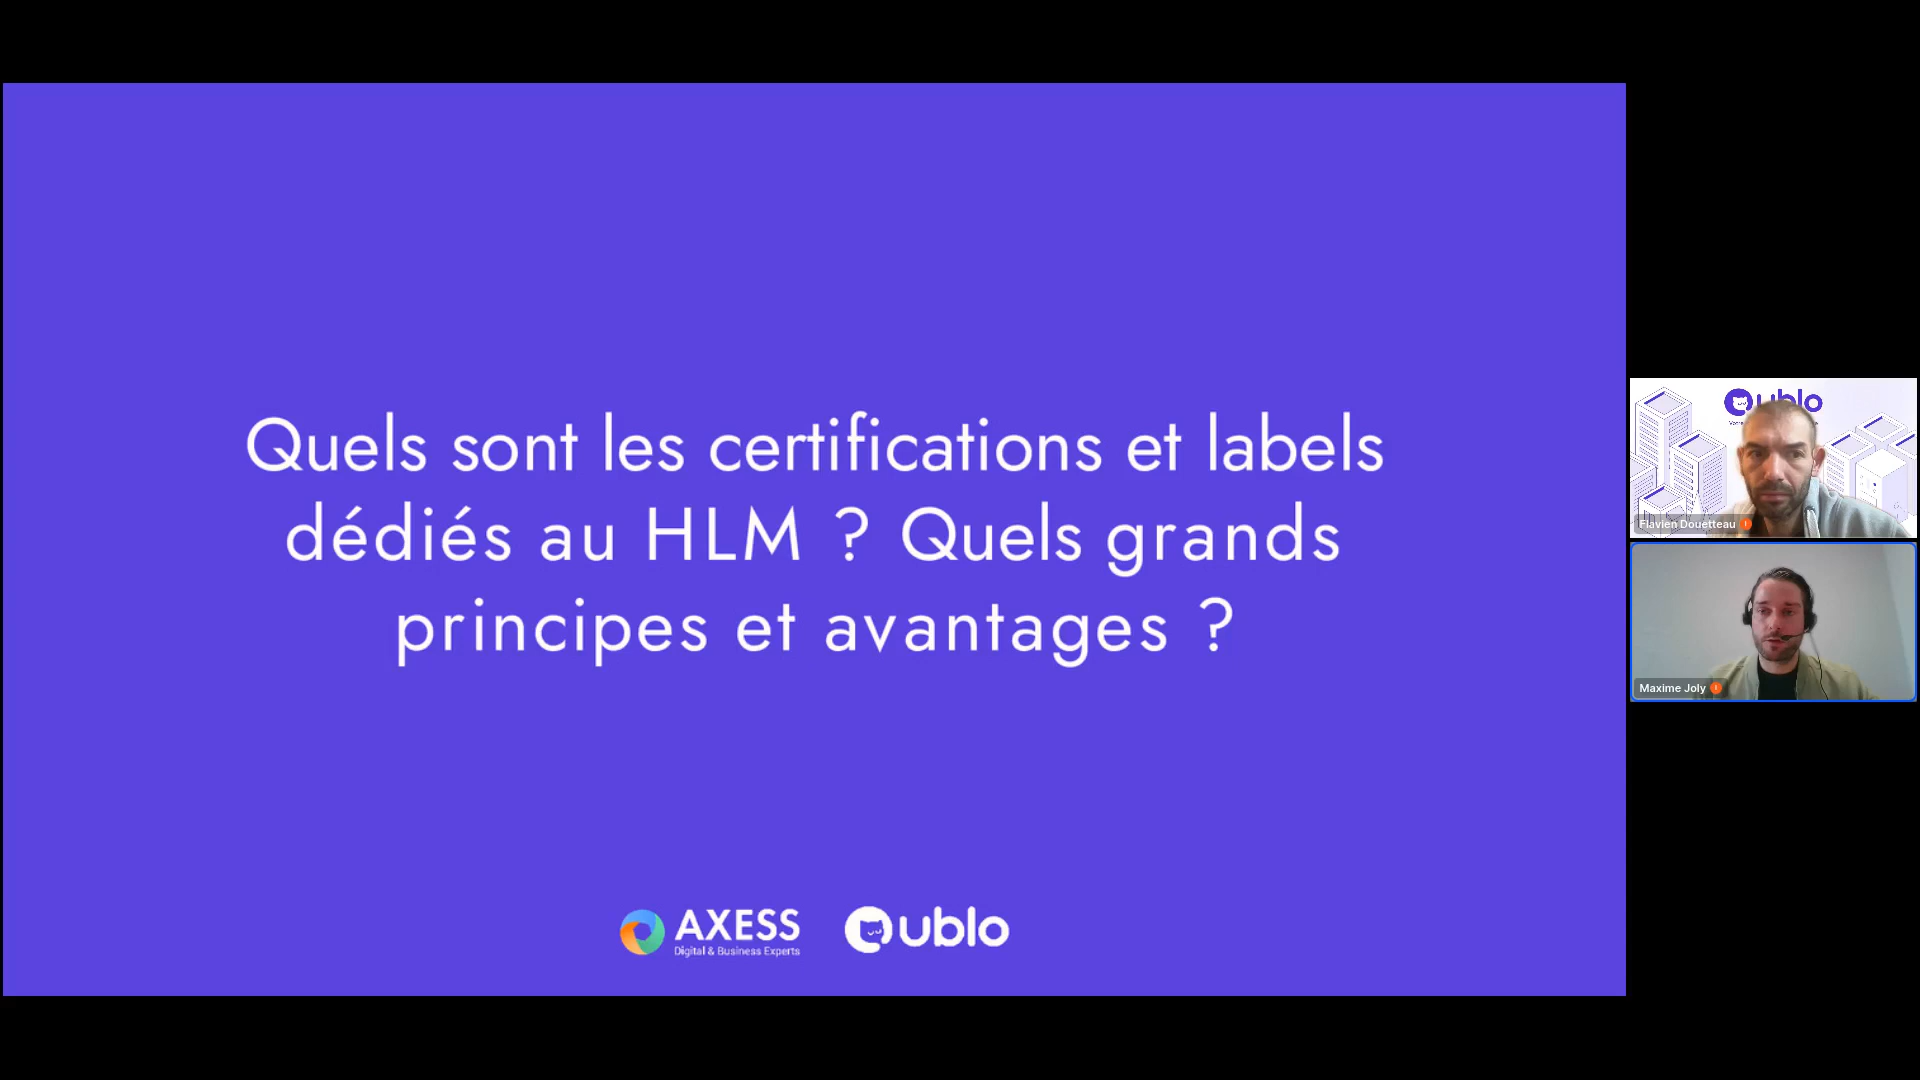 Quels sont les certifications et labels
dédiés au HLM ? Quels grands
principes et avantages ?
AXESS
Digital & Business Experts
ublo
ublo
Flavien Douetteau
Maxime Joly